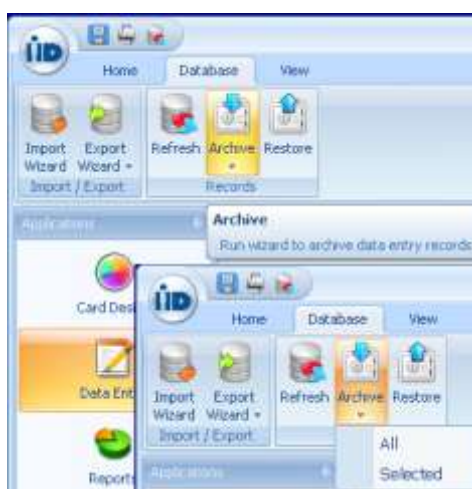 iiD
Home Database View
Import Wizard Export Wizard Refresh Archive Restore
Import / Export Records
Applications
Archive
Run wizard to archive data entry records
Card Des
Data Ent
Reports
iiD
Home Database View
Import Wizard Export Wizard Refresh Archive Restore
Import / Export
Applications
All
Selected